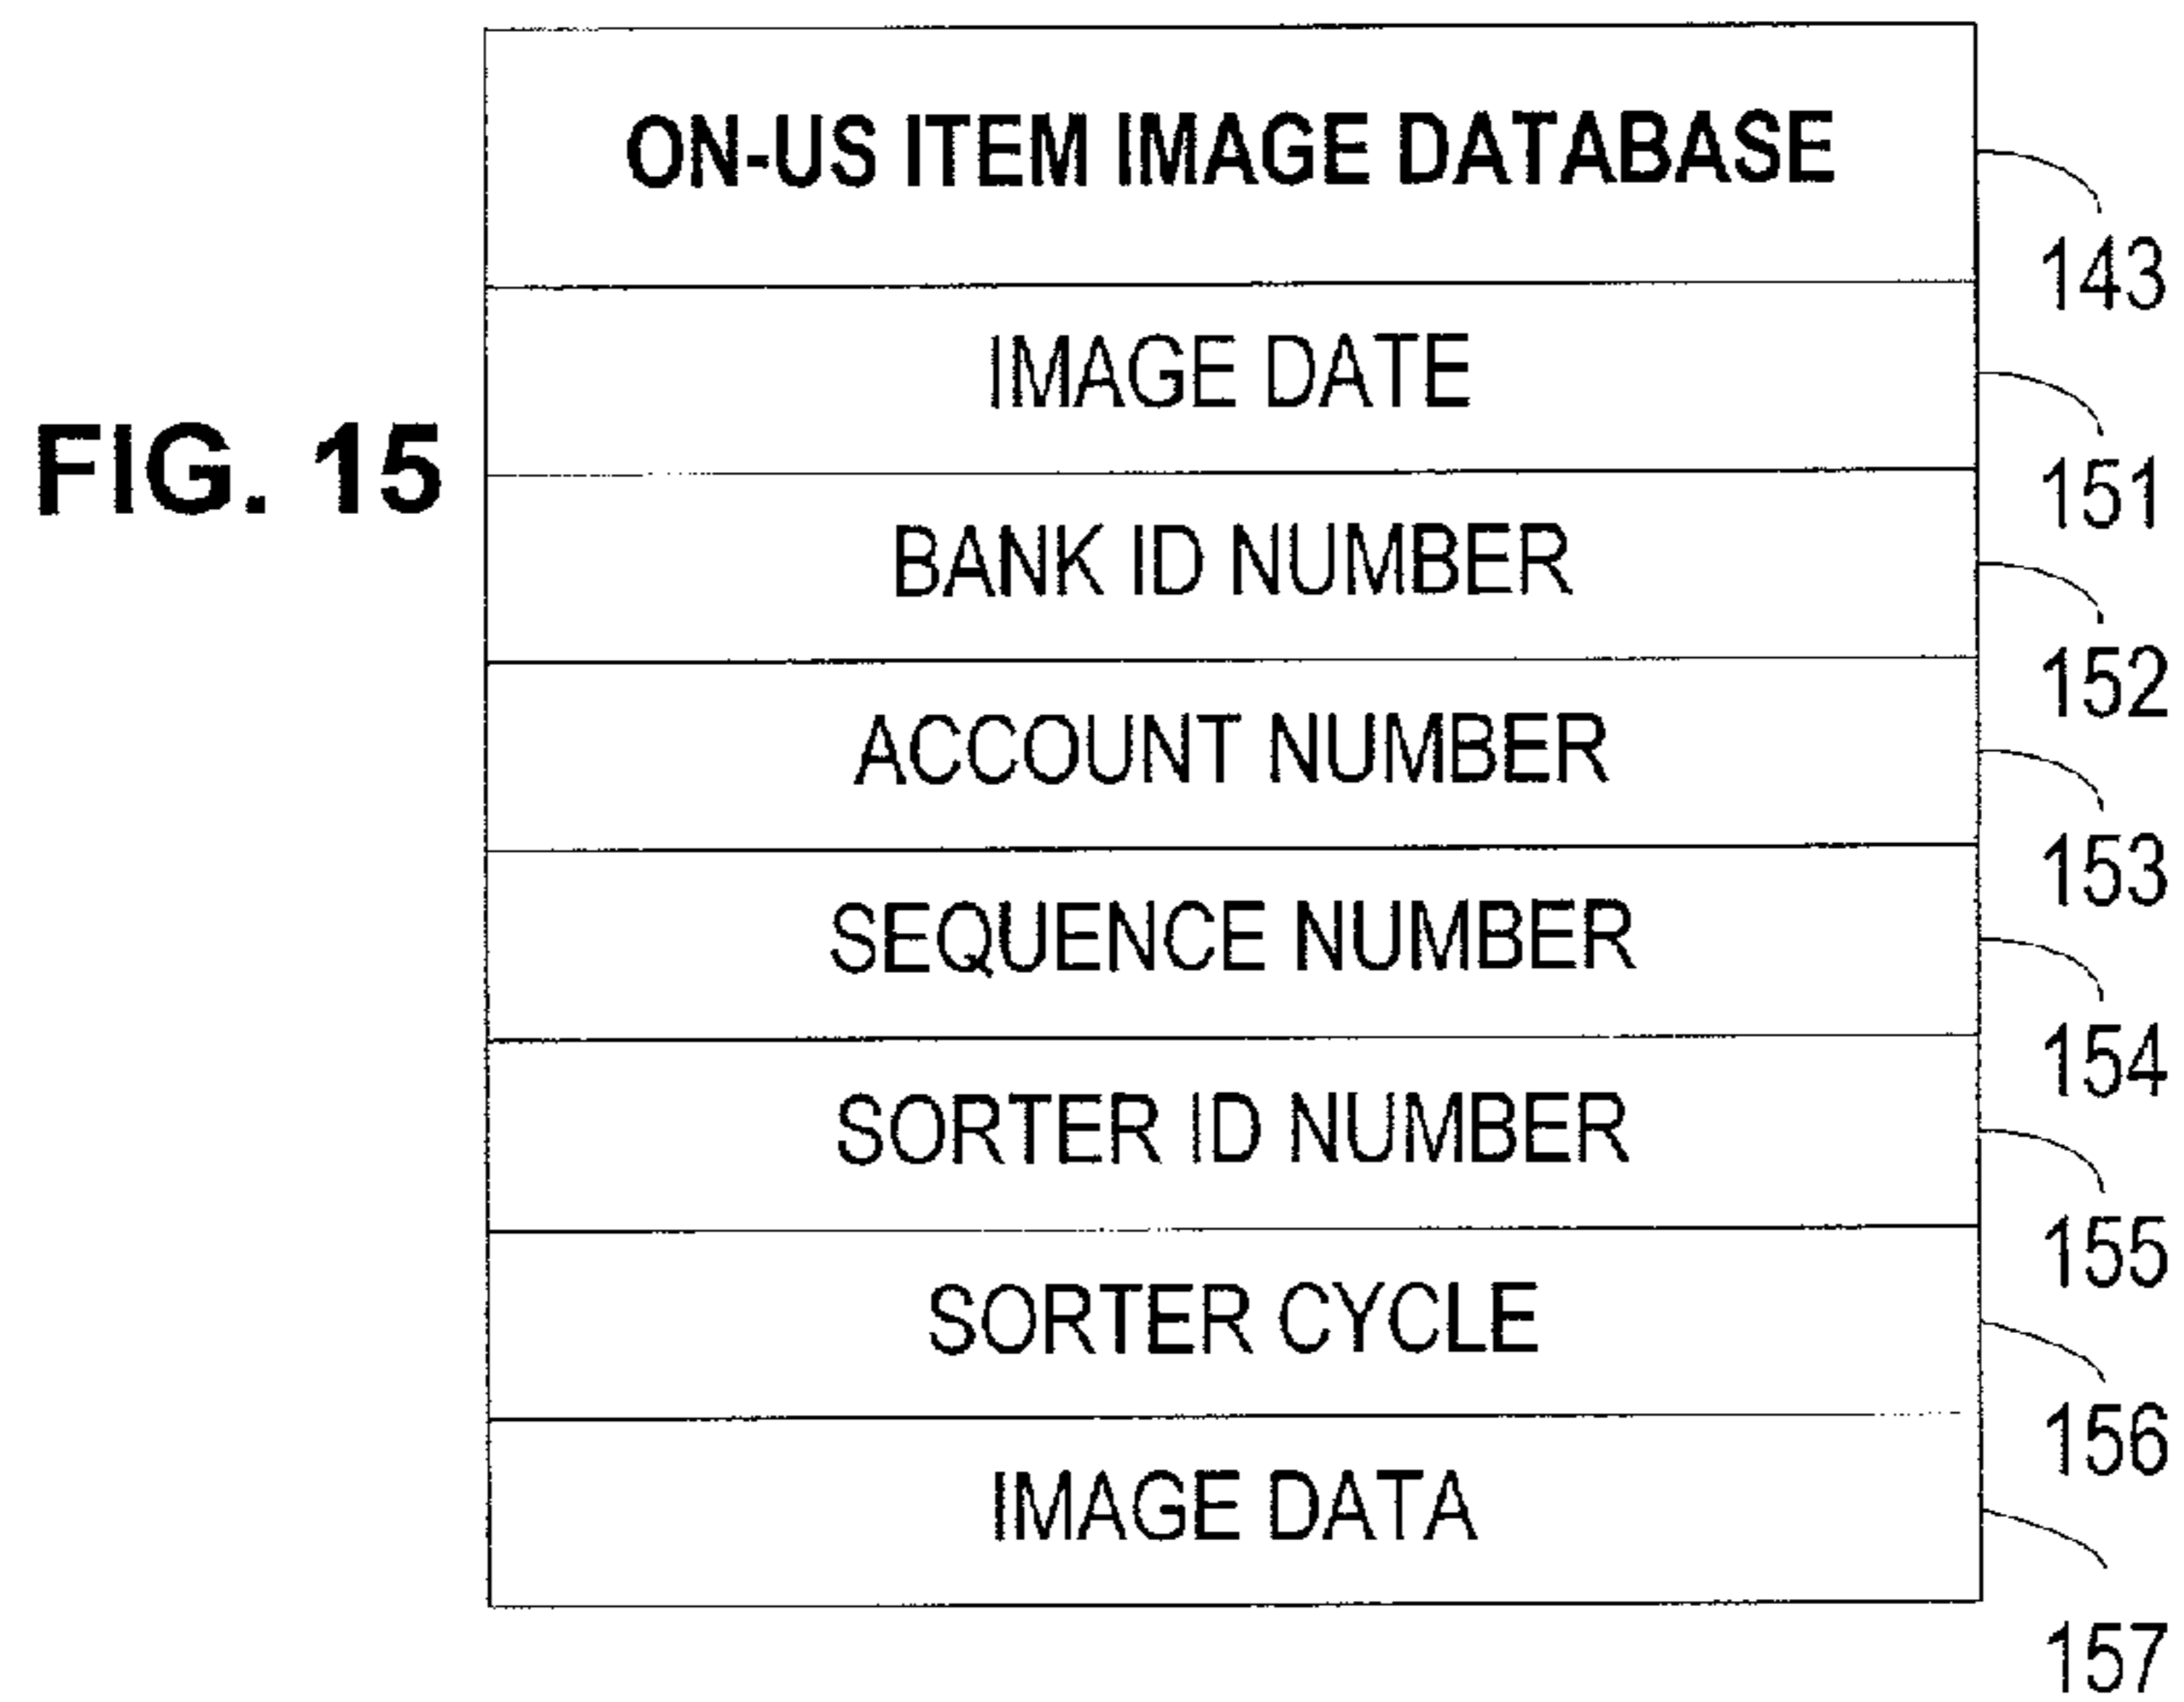 ON-US ITEM IMAGE DATABASE
143
IMAGE DATE
151
FIG. 15
BANK ID NUMBER
152
ACCOUNT NUMBER
153
SEQUENCE NUMBER
154
SORTER ID NUMBER
155
SORTER CYCLE
156
IMAGE DATA
157